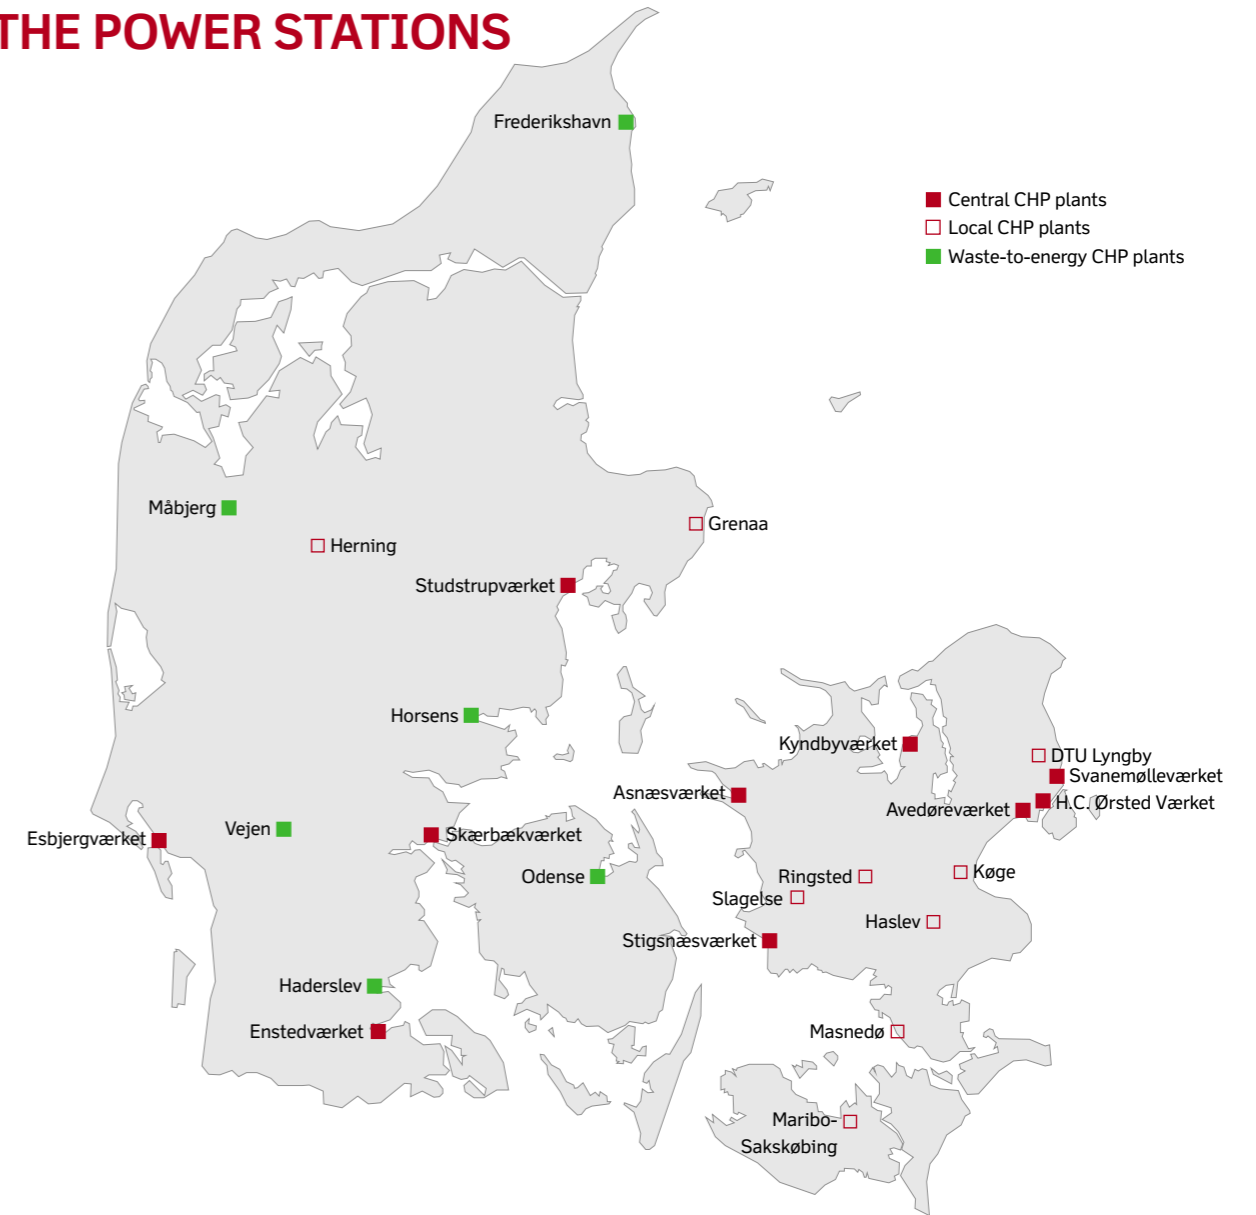 THE POWER STATIONS
Frederikshavn
Central CHP plants
Local CHP plants
Waste-to-energy CHP plants
Måbjerg
Grenaa
Herning
Studstrupværket
Horsens
Kyndbyværket
DTU Lyngby
Svanemølleværket
Asnæsværket
H.C. Ørsted Værket
Avedøreværket
Vejen
Skærbækværket
Esbjergværket
Køge
Odense
Ringsted
Slagelse
Haslev
Stigsnæsværket
Haderslev
Enstedværket
Masnedø
Maribo-
Sakskøbing